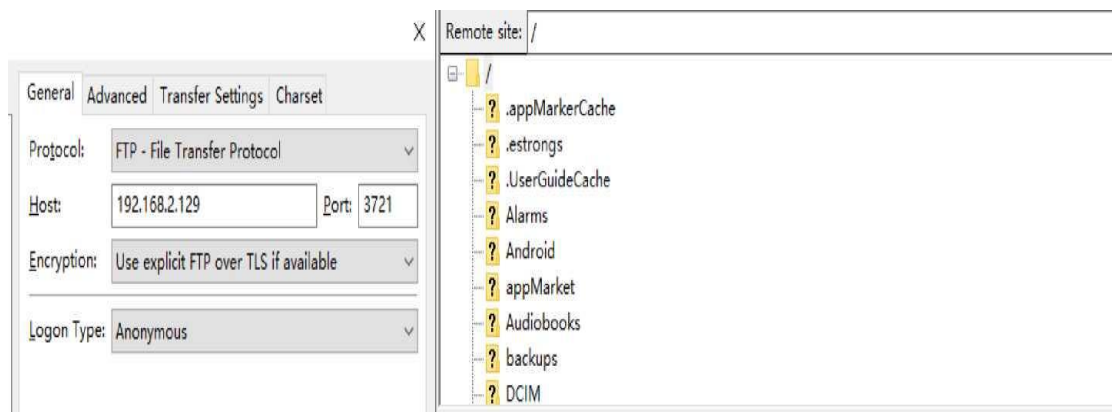 X
General Advanced Transfer Settings Charset
Protocol: FTP - File Transfer Protocol
Host: 192.168.2.129 Port: 3721
Encryption: Use explicit FTP over TLS if available
Logon Type: Anonymous
Remote site: /
/
? .appMarkerCache
? .estrongs
? .UserGuideCache
? Alarms
? Android
? appMarket
? Audiobooks
? backups
? DCIM